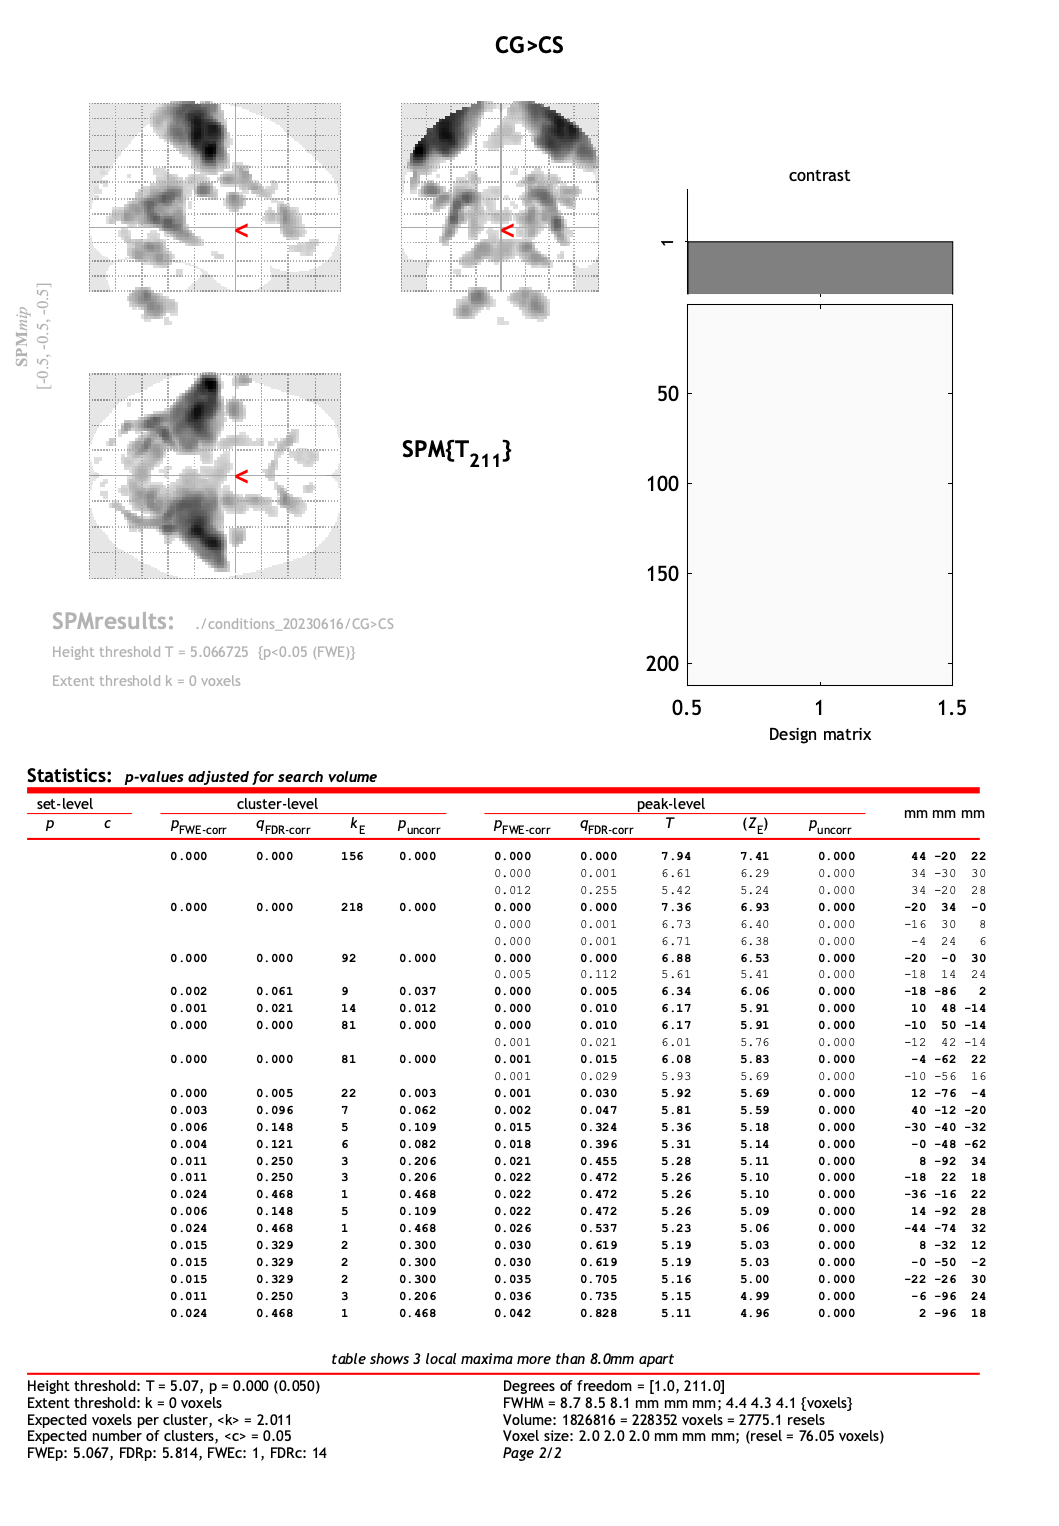 CG>CS
contrast
1
<
<
SPMmip
[-0.5, -0.5, -0.5]
<
SPM{T211}
50
100
150
200
0.5 1 1.5
Design matrix
SPMresults: ./conditions_20230616/CG>CS
Height threshold T = 5.066725 {p<0.05 (FWE)}
Extent threshold k = 0 voxels
Statistics: p-values adjusted for search volume
set-level cluster-level peak-level mm mm mm
p c pFWE-corr qFDR-corr kE puncorr pFWE-corr qFDR-corr T (ZE) puncorr
0.000 0.000 156 0.000 0.000 0.000 7.94 7.41 0.000 44 -20 22
0.000 0.001 6.61 6.29 0.000 34 -30 30
0.012 0.255 5.42 5.24 0.000 34 -20 28
0.000 0.000 218 0.000 0.000 0.000 7.36 6.93 0.000 -20 34 -0
0.000 0.001 6.73 6.40 0.000 -16 30 8
0.000 0.001 6.71 6.38 0.000 -4 24 6
0.000 0.000 92 0.000 0.000 0.000 6.88 6.53 0.000 -20 -0 30
0.005 0.112 5.61 5.41 0.000 -18 14 24
0.002 0.061 9 0.037 0.000 0.005 6.34 6.06 0.000 -18 -86 2
0.001 0.021 14 0.012 0.000 0.010 6.17 5.91 0.000 10 48 -14
0.000 0.000 81 0.000 0.000 0.010 6.17 5.91 0.000 -10 50 -14
0.001 0.021 6.01 5.76 0.000 -12 42 -14
0.000 0.000 81 0.000 0.001 0.015 6.08 5.83 0.000 -4 -62 22
0.001 0.029 5.93 5.69 0.000 -10 -56 16
0.000 0.005 22 0.003 0.001 0.030 5.92 5.69 0.000 12 -76 -4
0.003 0.096 7 0.062 0.002 0.047 5.81 5.59 0.000 40 -12 -20
0.006 0.148 5 0.109 0.015 0.324 5.36 5.18 0.000 -30 -40 -32
0.004 0.121 6 0.082 0.018 0.396 5.31 5.14 0.000 -0 -48 -62
0.011 0.250 3 0.206 0.021 0.455 5.28 5.11 0.000 8 -92 34
0.011 0.250 3 0.206 0.022 0.472 5.26 5.10 0.000 -18 22 18
0.024 0.468 1 0.468 0.022 0.472 5.26 5.10 0.000 -36 -16 22
0.006 0.148 5 0.109 0.022 0.472 5.26 5.09 0.000 14 -92 28
0.024 0.468 1 0.468 0.026 0.537 5.23 5.06 0.000 -44 -74 32
0.015 0.329 2 0.300 0.030 0.619 5.19 5.03 0.000 8 -32 12
0.015 0.329 2 0.300 0.030 0.619 5.19 5.03 0.000 -0 -50 -2
0.015 0.329 2 0.300 0.035 0.705 5.16 5.00 0.000 -22 -26 30
0.011 0.250 3 0.206 0.036 0.735 5.15 4.99 0.000 -6 -96 24
0.024 0.468 1 0.468 0.042 0.828 5.11 4.96 0.000 2 -96 18
table shows 3 local maxima more than 8.0mm apart
Height threshold: T = 5.07, p = 0.000 (0.050)
Extent threshold: k = 0 voxels
Expected voxels per cluster, <k> = 2.011
Expected number of clusters, <c> = 0.05
FWEp: 5.067, FDRp: 5.814, FWEc: 1, FDRc: 14
Degrees of freedom = [1.0, 211.0]
FWHM = 8.7 8.5 8.1 mm mm mm; 4.4 4.3 4.1 {voxels}
Volume: 1826816 = 228352 voxels = 2775.1 resels
Voxel size: 2.0 2.0 2.0 mm mm mm; (resel = 76.05 voxels)
Page 2/2